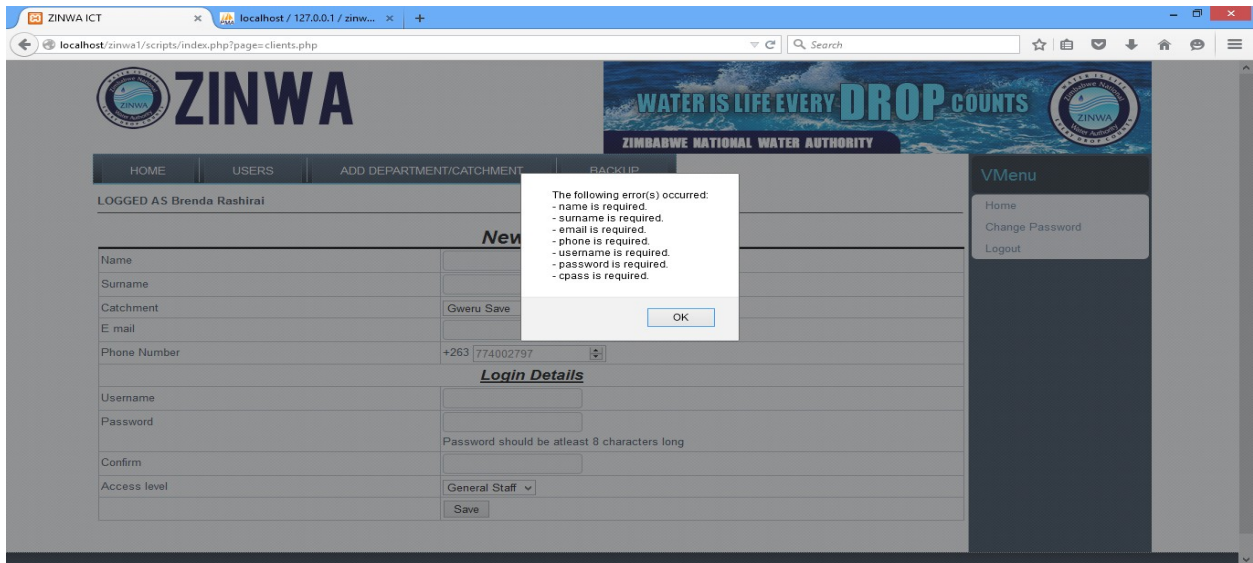 ZINWA ICT
localhost / 127.0.0.1 / zinw...
localhost/zinwa1/scripts/index.php?page=clients.php
Search
ZINWA
ZINWA
WATER IS LIFE EVERY DROP COUNTS
ZINWA
ZIMBABWE NATIONAL WATER AUTHORITY
HOME USERS ADD DEPARTMENT/CATCHMENT BACKUP
VMenu
Home
Change Password
Logout
LOGGED AS Brenda Rashirai
New
The following error(s) occurred:
- name is required.
- surname is required.
- email is required.
- phone is required.
- username is required.
- password is required.
- cpass is required.
OK
Name
Surname
Catchment Gweru Save
E mail
Phone Number +263 774002797
Login Details
Username
Password
Password should be atleast 8 characters long
Confirm
Access level General Staff
Save